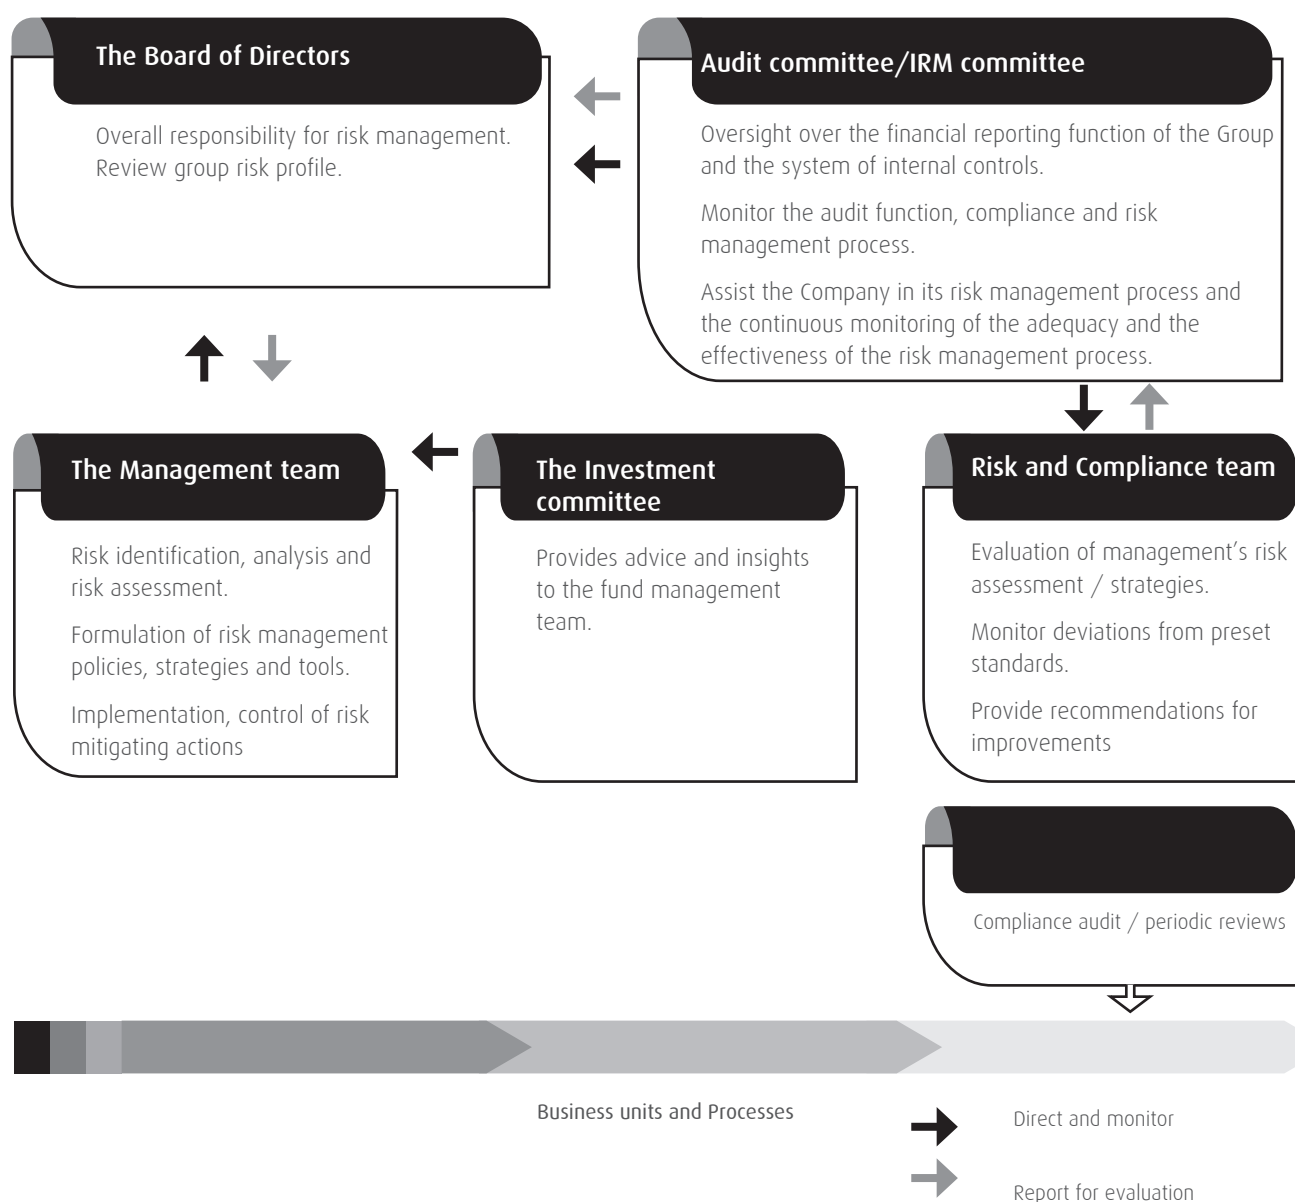 The Board of Directors
Overall responsibility for risk management.
Review group risk profile.
Audit committee/IRM committee
Oversight over the financial reporting function of the Group
and the system of internal controls.
Monitor the audit function, compliance and risk
management process.
Assist the Company in its risk management process and
the continuous monitoring of the adequacy and the
effectiveness of the risk management process.
The Management team
Risk identification, analysis and
risk assessment.
Formulation of risk management
policies, strategies and tools.
Implementation, control of risk
mitigating actions
The Investment
committee
Provides advice and insights
to the fund management
team.
Risk and Compliance team
Evaluation of management's risk
assessment / strategies.
Monitor deviations from preset
standards.
Provide recommendations for
improvements
Compliance audit / periodic reviews
Business units and Processes
Direct and monitor
Report for evaluation